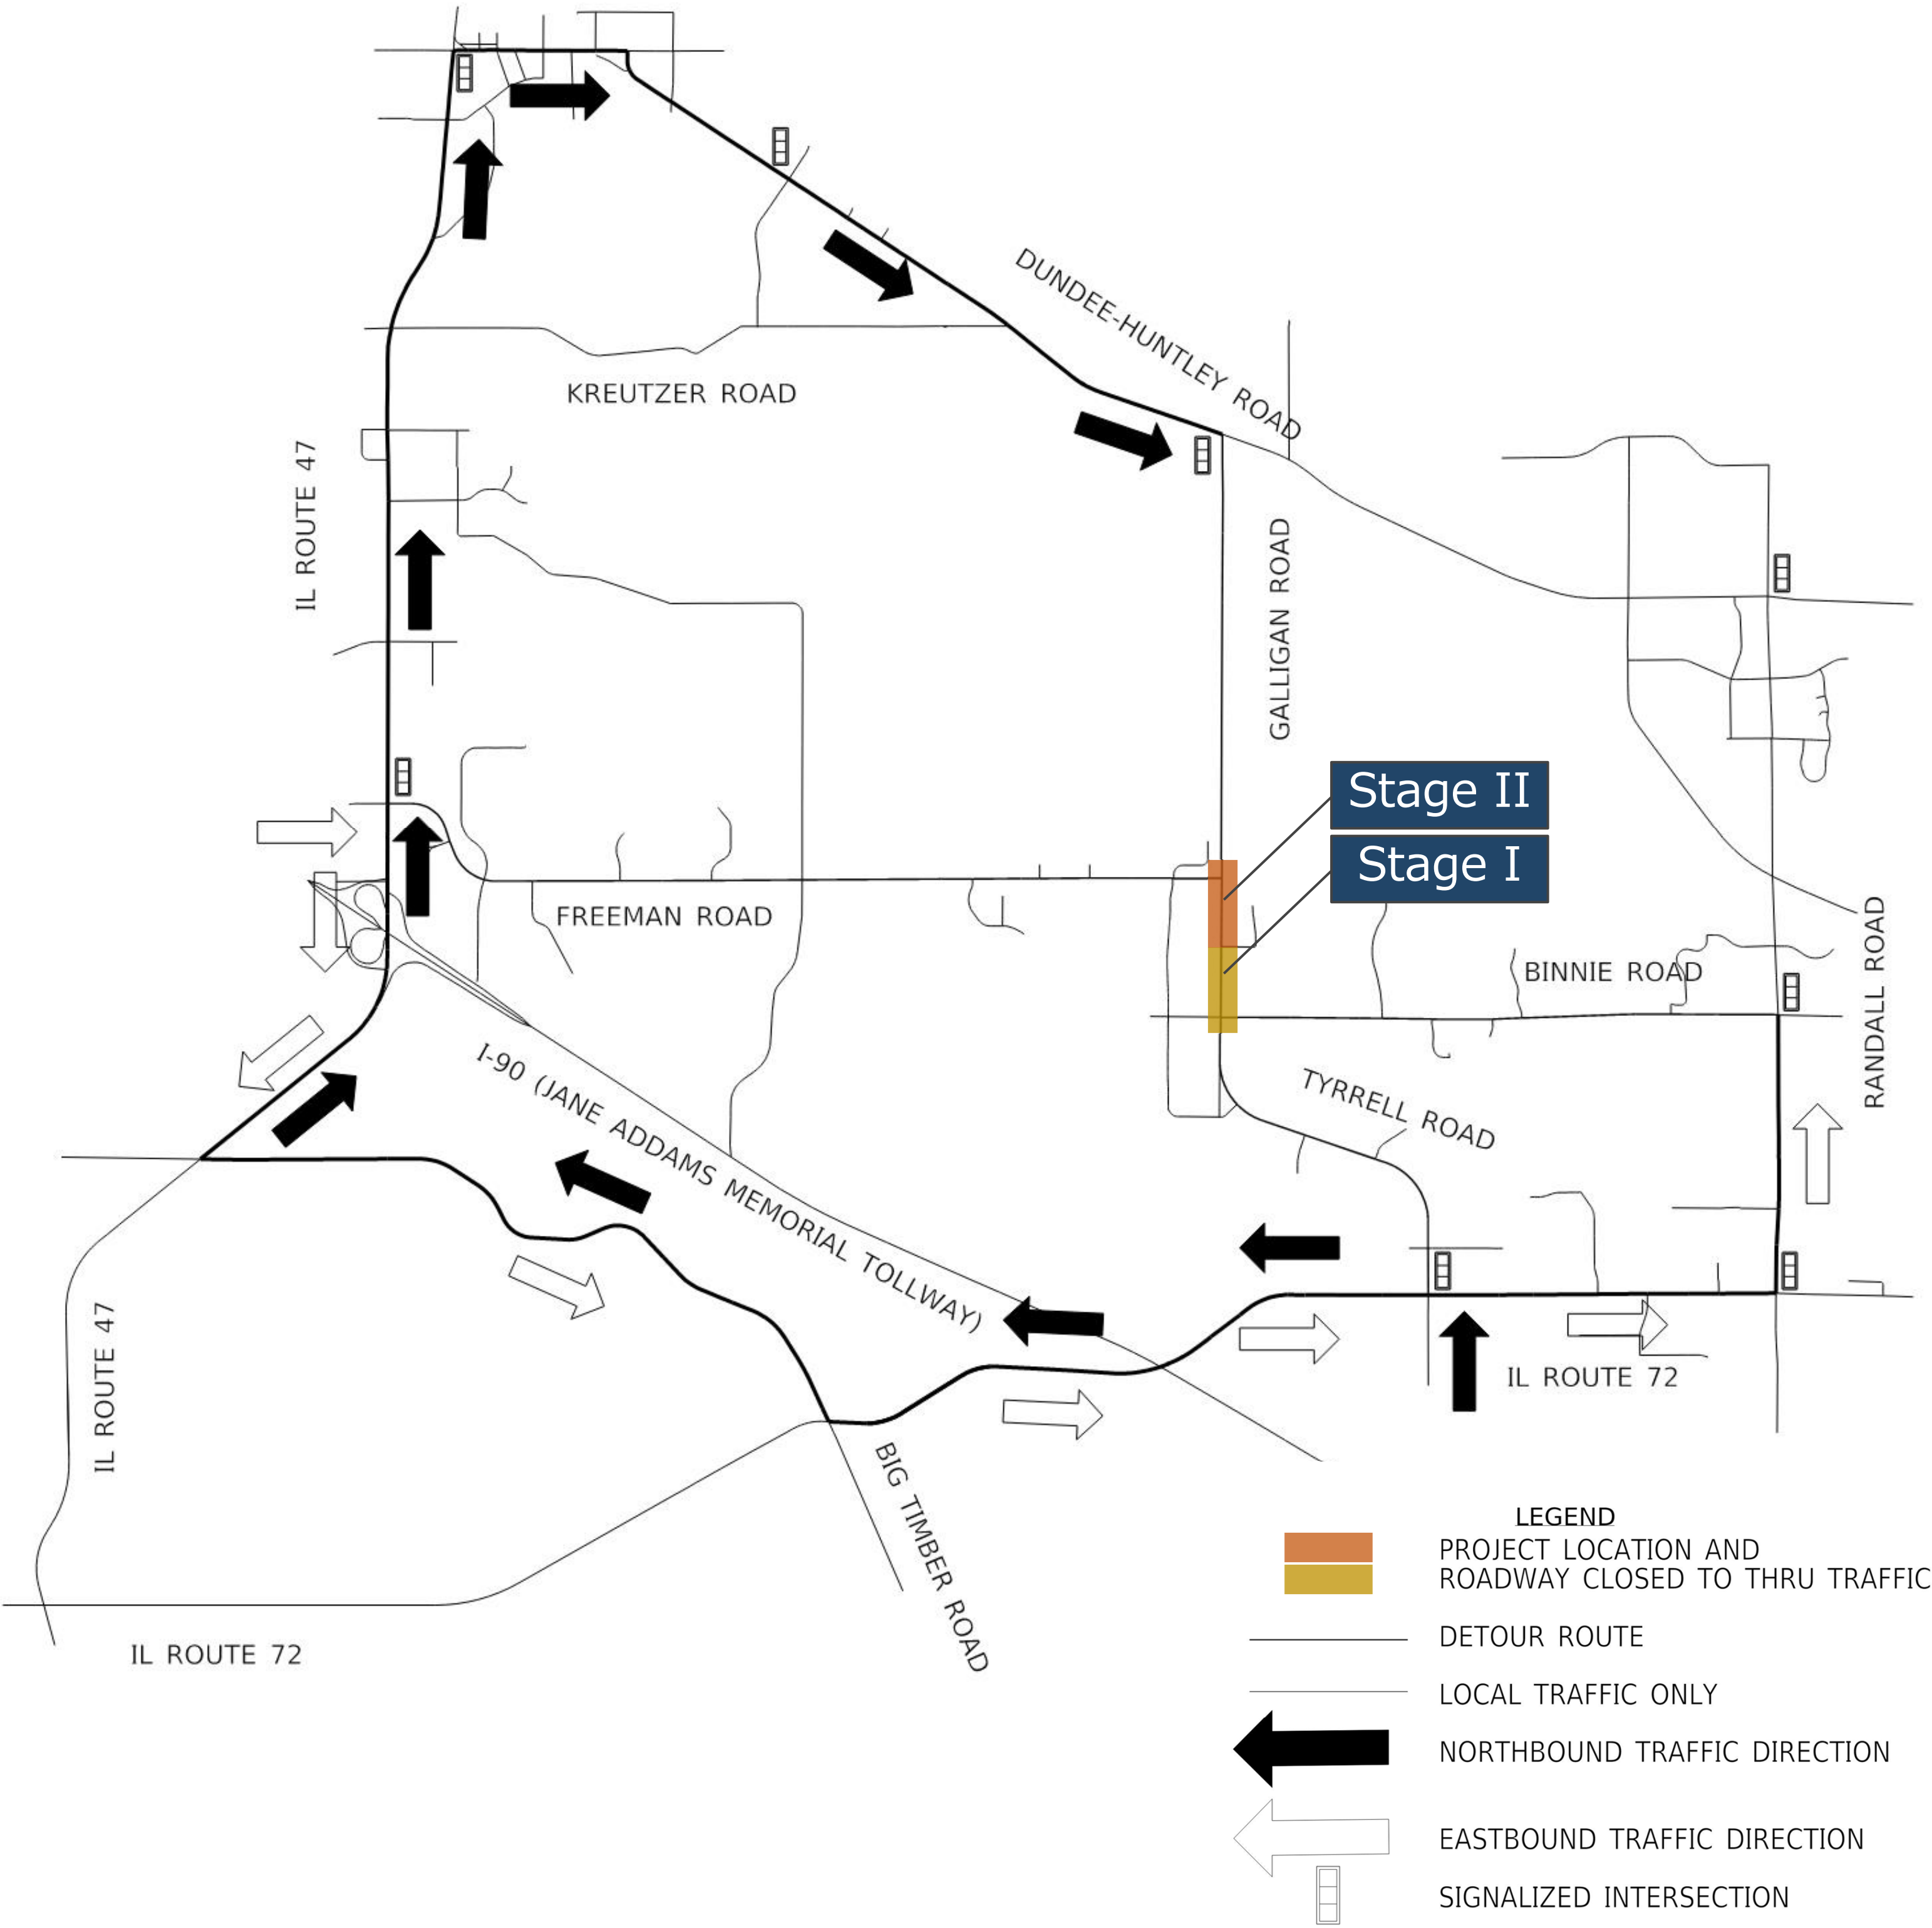 DUNDEE-HUNTLEY ROAD
KREUTZER ROAD
IL ROUTE 47
GALLIGAN ROAD
Stage II
Stage I
FREEMAN ROAD
BINNIE ROAD
RANDALL ROAD
I-90 (JANE ADDAMS MEMORIAL TOLLWAY)
TYRRELL ROAD
IL ROUTE 47
IL ROUTE 72
BIG TIMBER ROAD
IL ROUTE 72
LEGEND
PROJECT LOCATION AND
ROADWAY CLOSED TO THRU TRAFFIC
DETOUR ROUTE
LOCAL TRAFFIC ONLY
NORTHBOUND TRAFFIC DIRECTION
EASTBOUND TRAFFIC DIRECTION
SIGNALIZED INTERSECTION